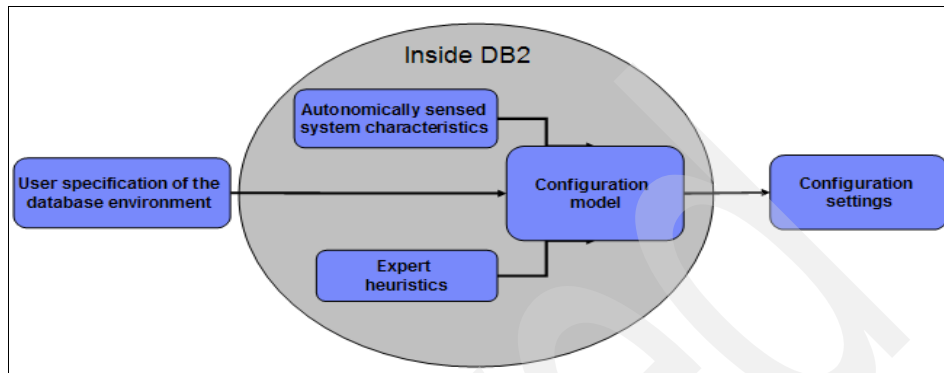 Inside DB2
Autonomically sensed
system characteristics
User specification of the
database environment
Configuration
model
Configuration
settings
Expert
heuristics